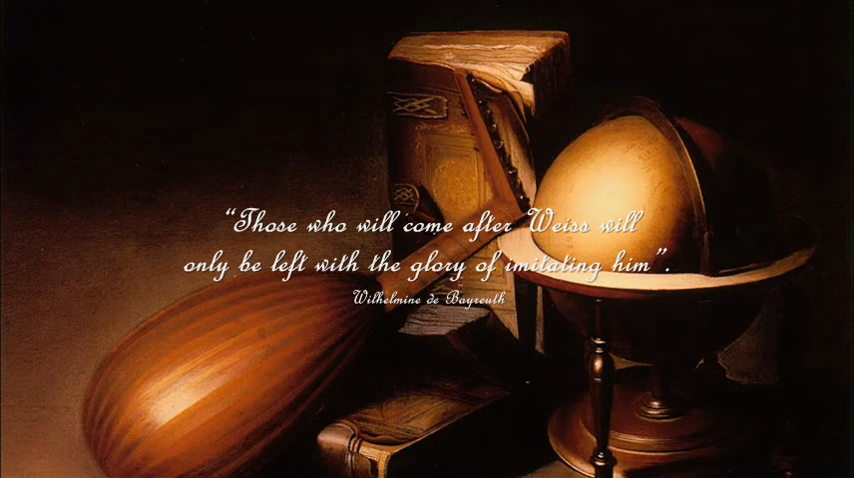 “Those who will come after Weiss will
only be left with the glory of imitating him”.
Wilhelmine de Bayreuth